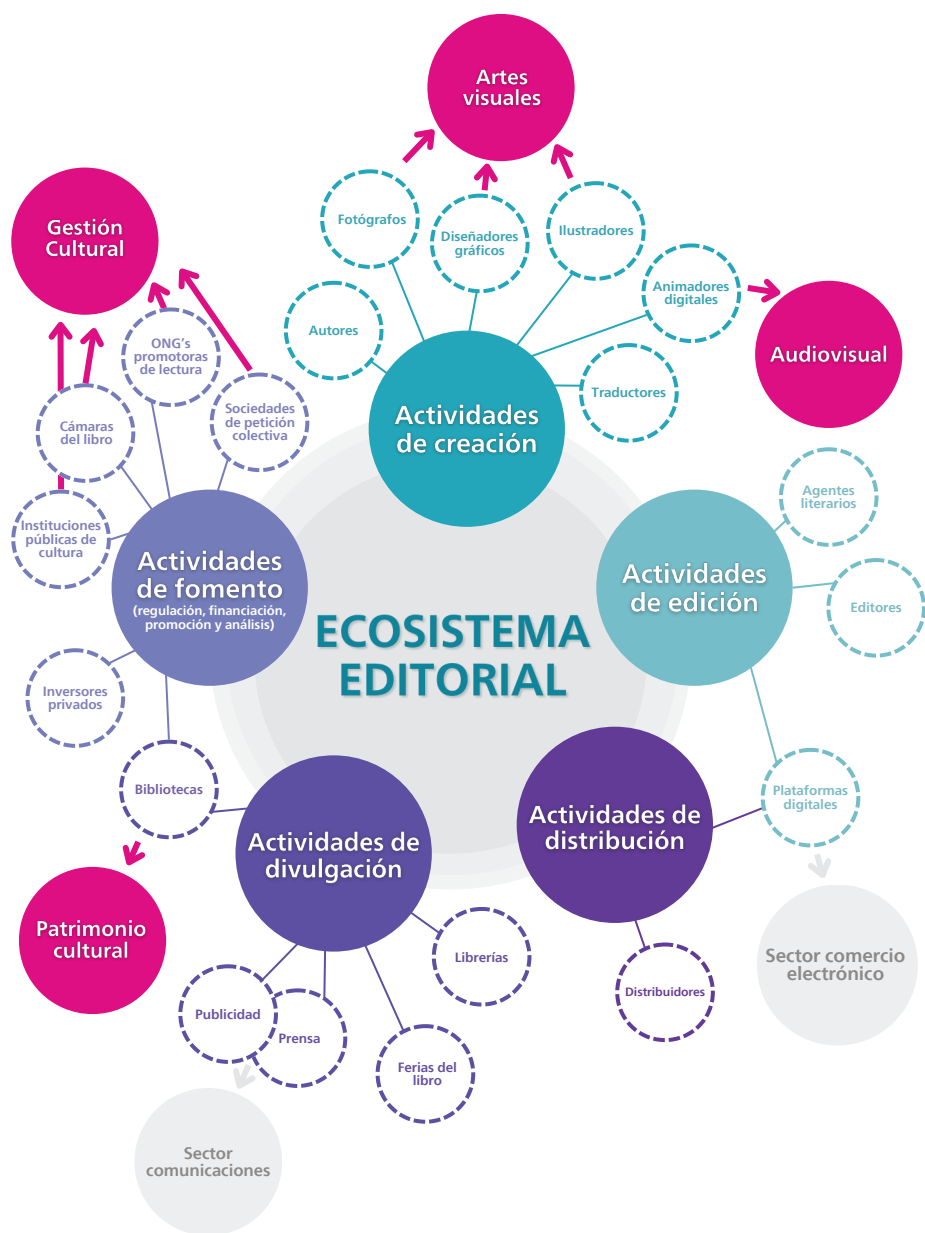 Artes
visuales
Gestión
Cultural
Fotógrafos
Diseñadores
gráficos
Ilustradores
Animadores
digitales
Autores
Audiovisual
ONG's
promotoras
de lectura
Traductores
Sociedades
de petición
colectiva
Cámaras
del libro
Actividades
de creación
Agentes
literarios
Instituciones
públicas de
cultura
Actividades
de fomento
(regulación, financiación,
promoción y análisis)
Actividades
de edición
Editores
ECOSISTEMA
EDITORIAL
Inversores
privados
Bibliotecas
Plataformas
digitales
Actividades de
divulgación
Actividades de
distribución
Patrimonio
cultural
Librerías
Sector comercio
electrónico
Distribuidores
Publicidad
Prensa
Ferias del
libro
Sector
comunicaciones